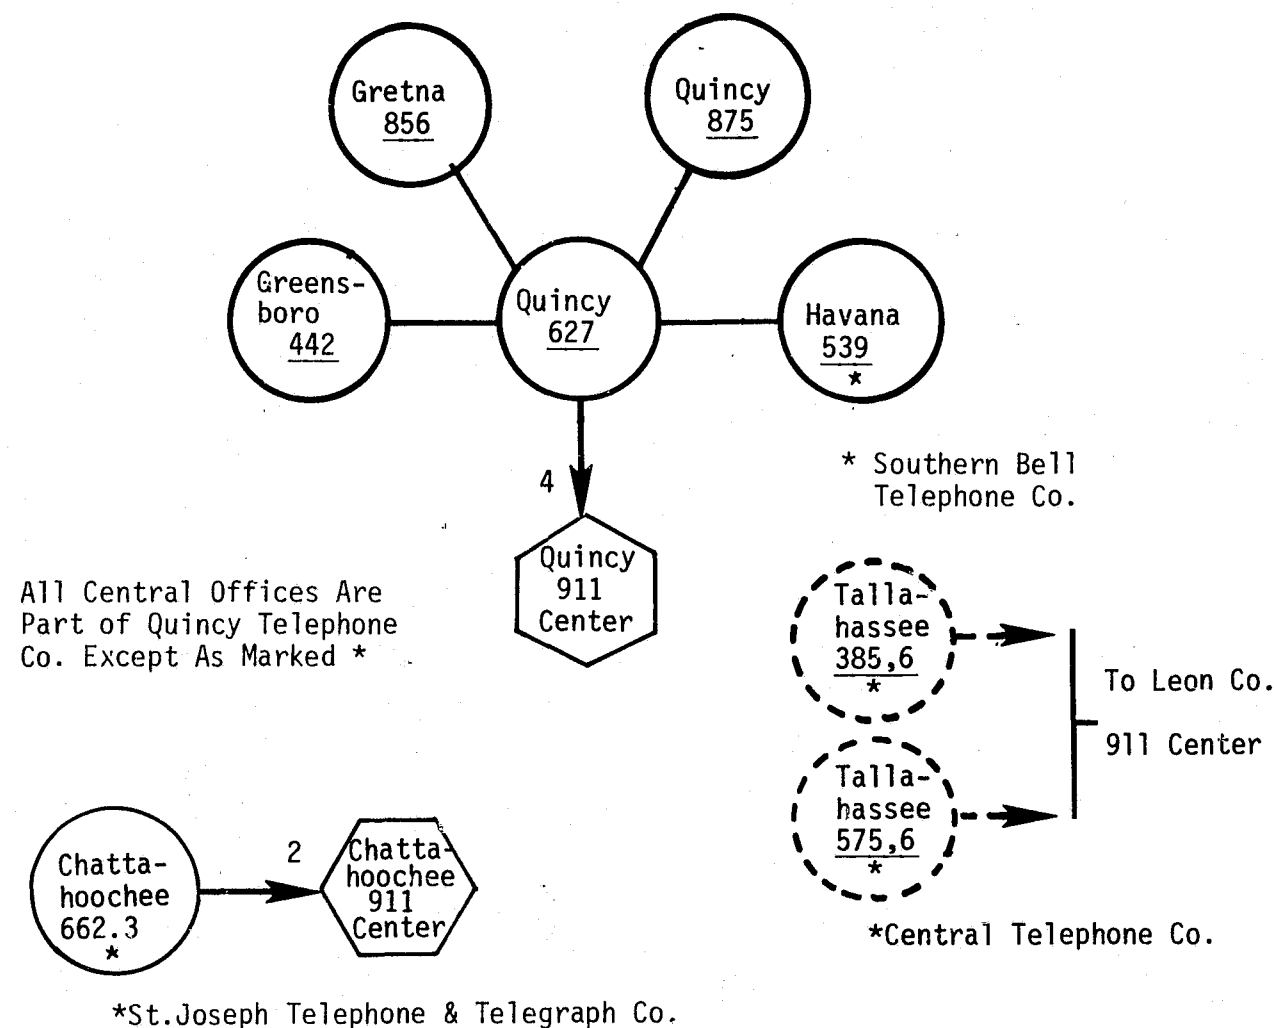 Gretna
856
Quincy
875
Greens-
boro
442
Quincy
627
Havana
539
*
4
* Southern Bell
Telephone Co.
Quincy
911
Center
All Central Offices Are
Part of Quincy Telephone
Co. Except As Marked *
Talla-
hassee
385,6
*
To Leon Co.
911 Center
Talla-
hassee
575,6
*
*Central Telephone Co.
Chatta-
hoochee
662.3
*
2
Chatta-
hoochee
911
Center
*St.Joseph Telephone & Telegraph Co.